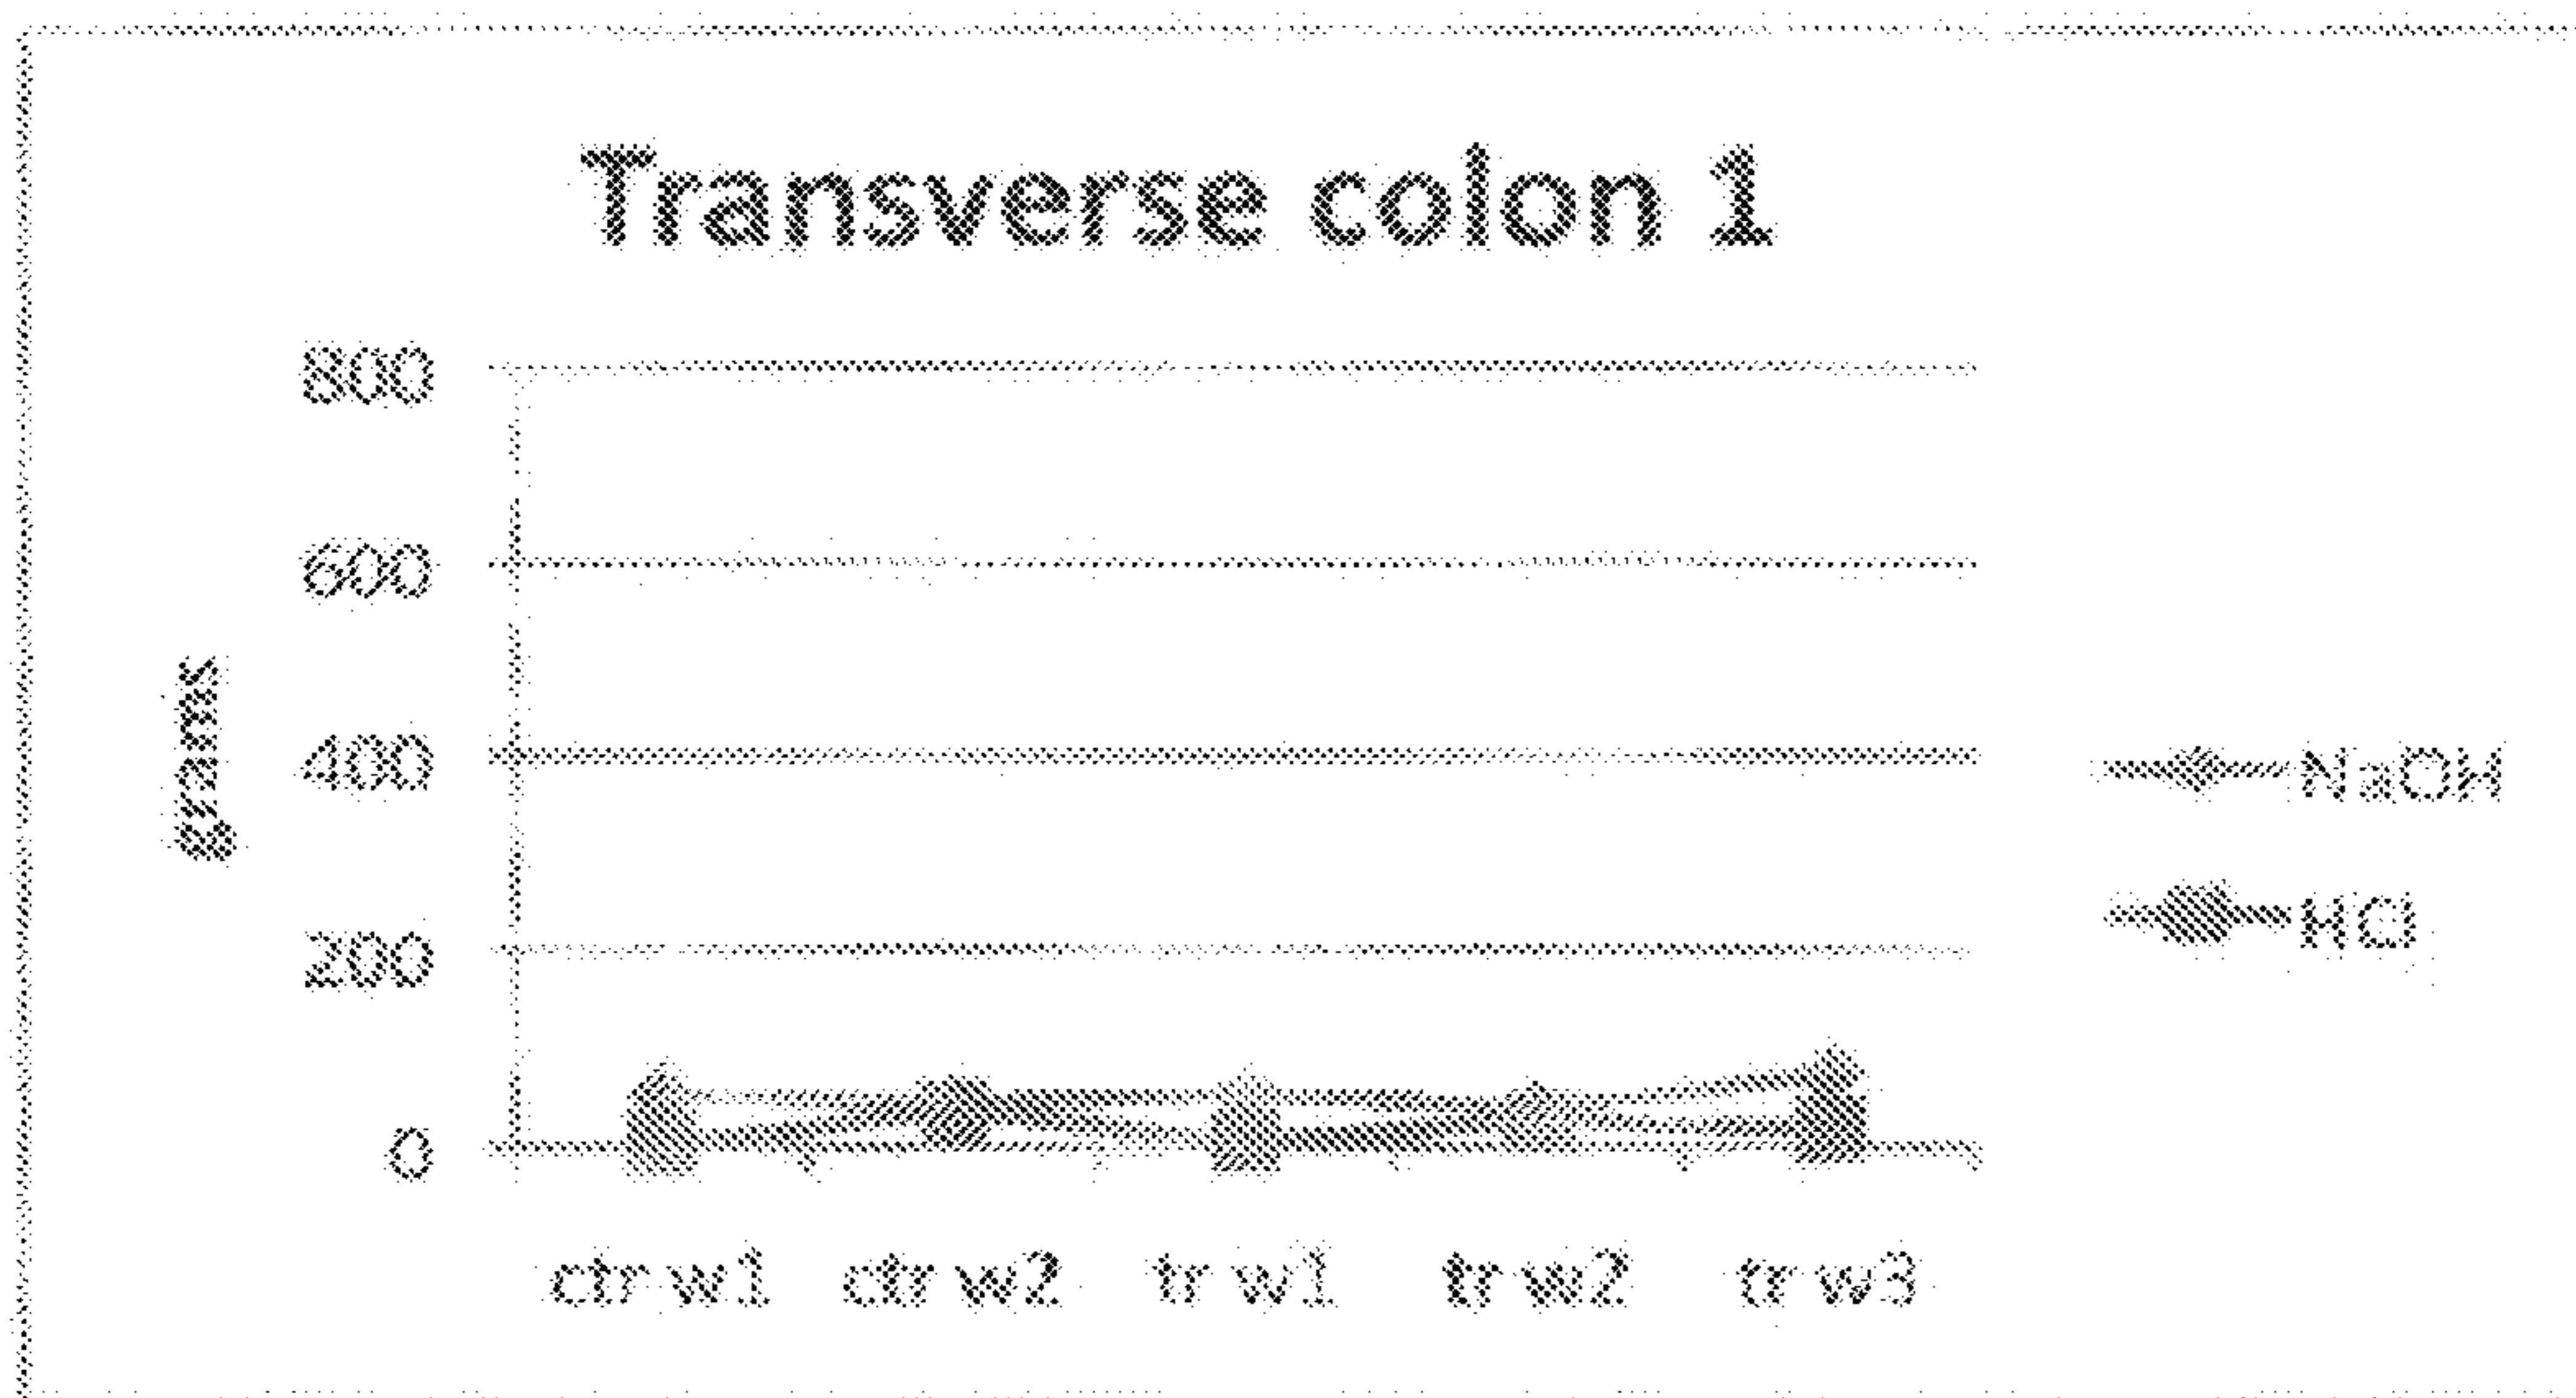 Transverse colon 1
800
600
400
200
0
grams
NaOH
HCl
ctr w1 ctr w2 tr w1 tr w2 tr w3